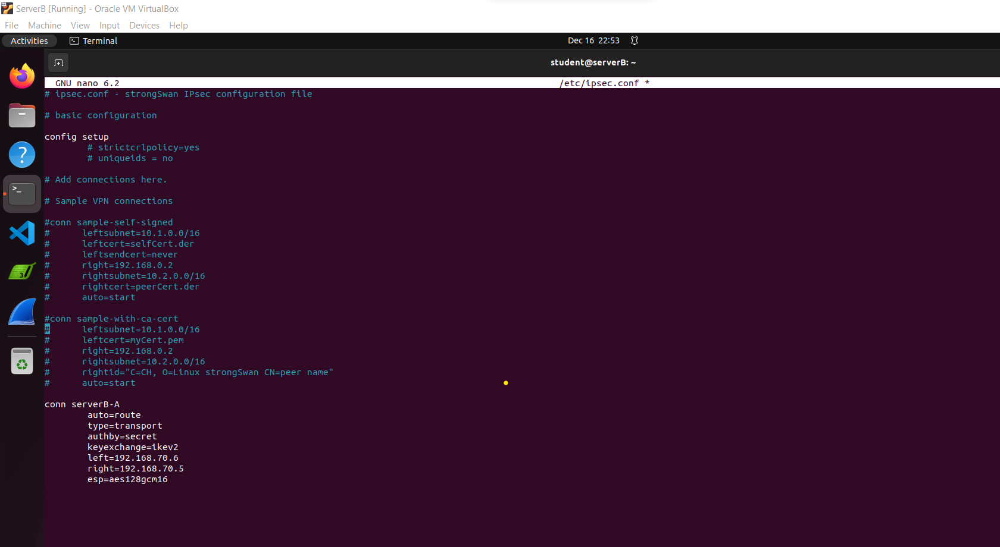 ServerB [Running] - Oracle VM VirtualBox
File Machine View Input Devices Help
Activities Terminal Dec 16 22:53
student@serverB: ~
GNU nano 6.2 /etc/ipsec.conf *
# ipsec.conf - strongSwan IPsec configuration file

# basic configuration

config setup
        # strictcrlpolicy=yes
        # uniqueids = no

# Add connections here.

# Sample VPN connections

#conn sample-self-signed
#      leftsubnet=10.1.0.0/16
#      leftcert=selfCert.der
#      leftsendcert=never
#      right=192.168.0.2
#      rightsubnet=10.2.0.0/16
#      rightcert=peerCert.der
#      auto=start

#conn sample-with-ca-cert
#      leftsubnet=10.1.0.0/16
#      leftcert=myCert.pem
#      right=192.168.0.2
#      rightsubnet=10.2.0.0/16
#      rightid="C=CH, O=Linux strongSwan CN=peer name"
#      auto=start

conn serverB-A
        auto=route
        type=transport
        authby=secret
        keyexchange=ikev2
        left=192.168.70.6
        right=192.168.70.5
        esp=aes128gcm16